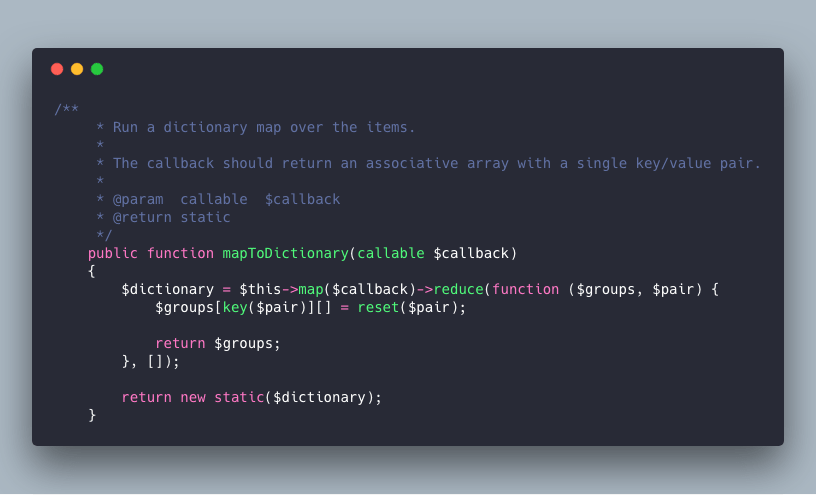 /**
     * Run a dictionary map over the items.
     *
     * The callback should return an associative array with a single key/value pair.
     *
     * @param  callable  $callback
     * @return static
     */
    public function mapToDictionary(callable $callback)
    {
        $dictionary = $this->map($callback)->reduce(function ($groups, $pair) {
            $groups[key($pair)][] = reset($pair);

            return $groups;
        }, []);

        return new static($dictionary);
    }